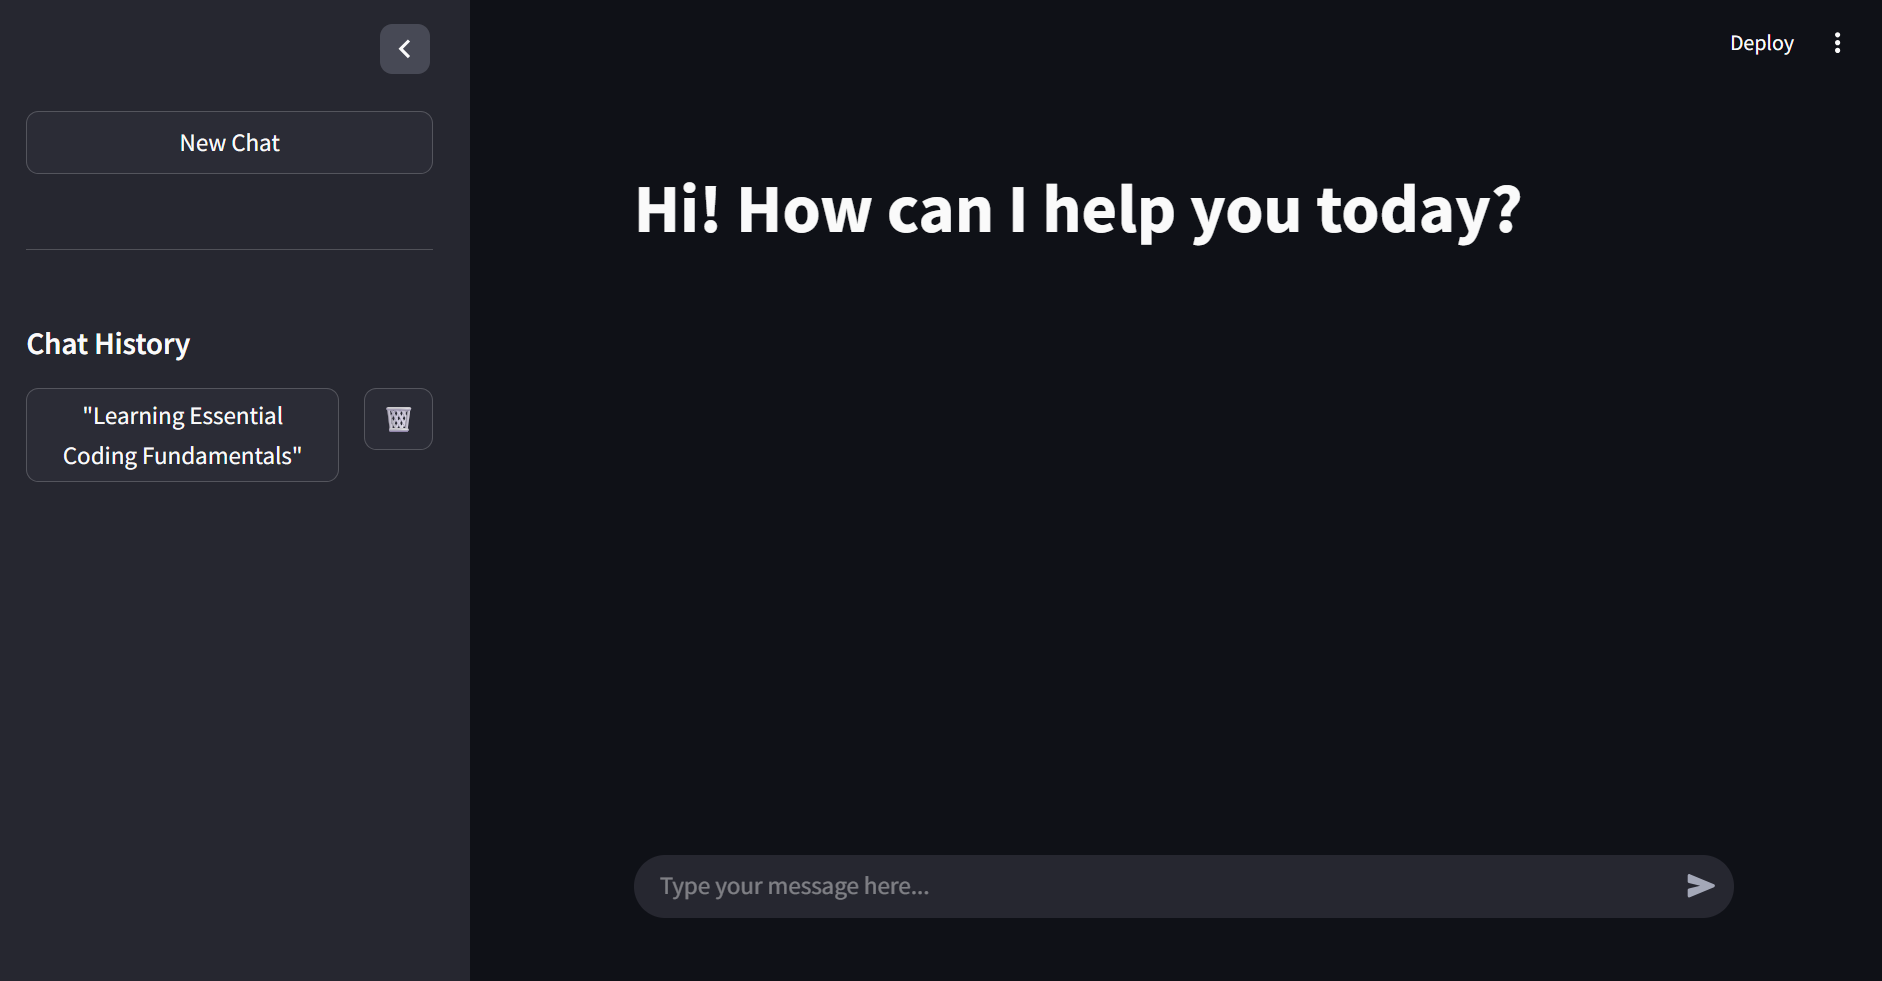 Deploy
New Chat
Hi! How can I help you today?
Chat History
"Learning Essential
Coding Fundamentals"
Type your message here...